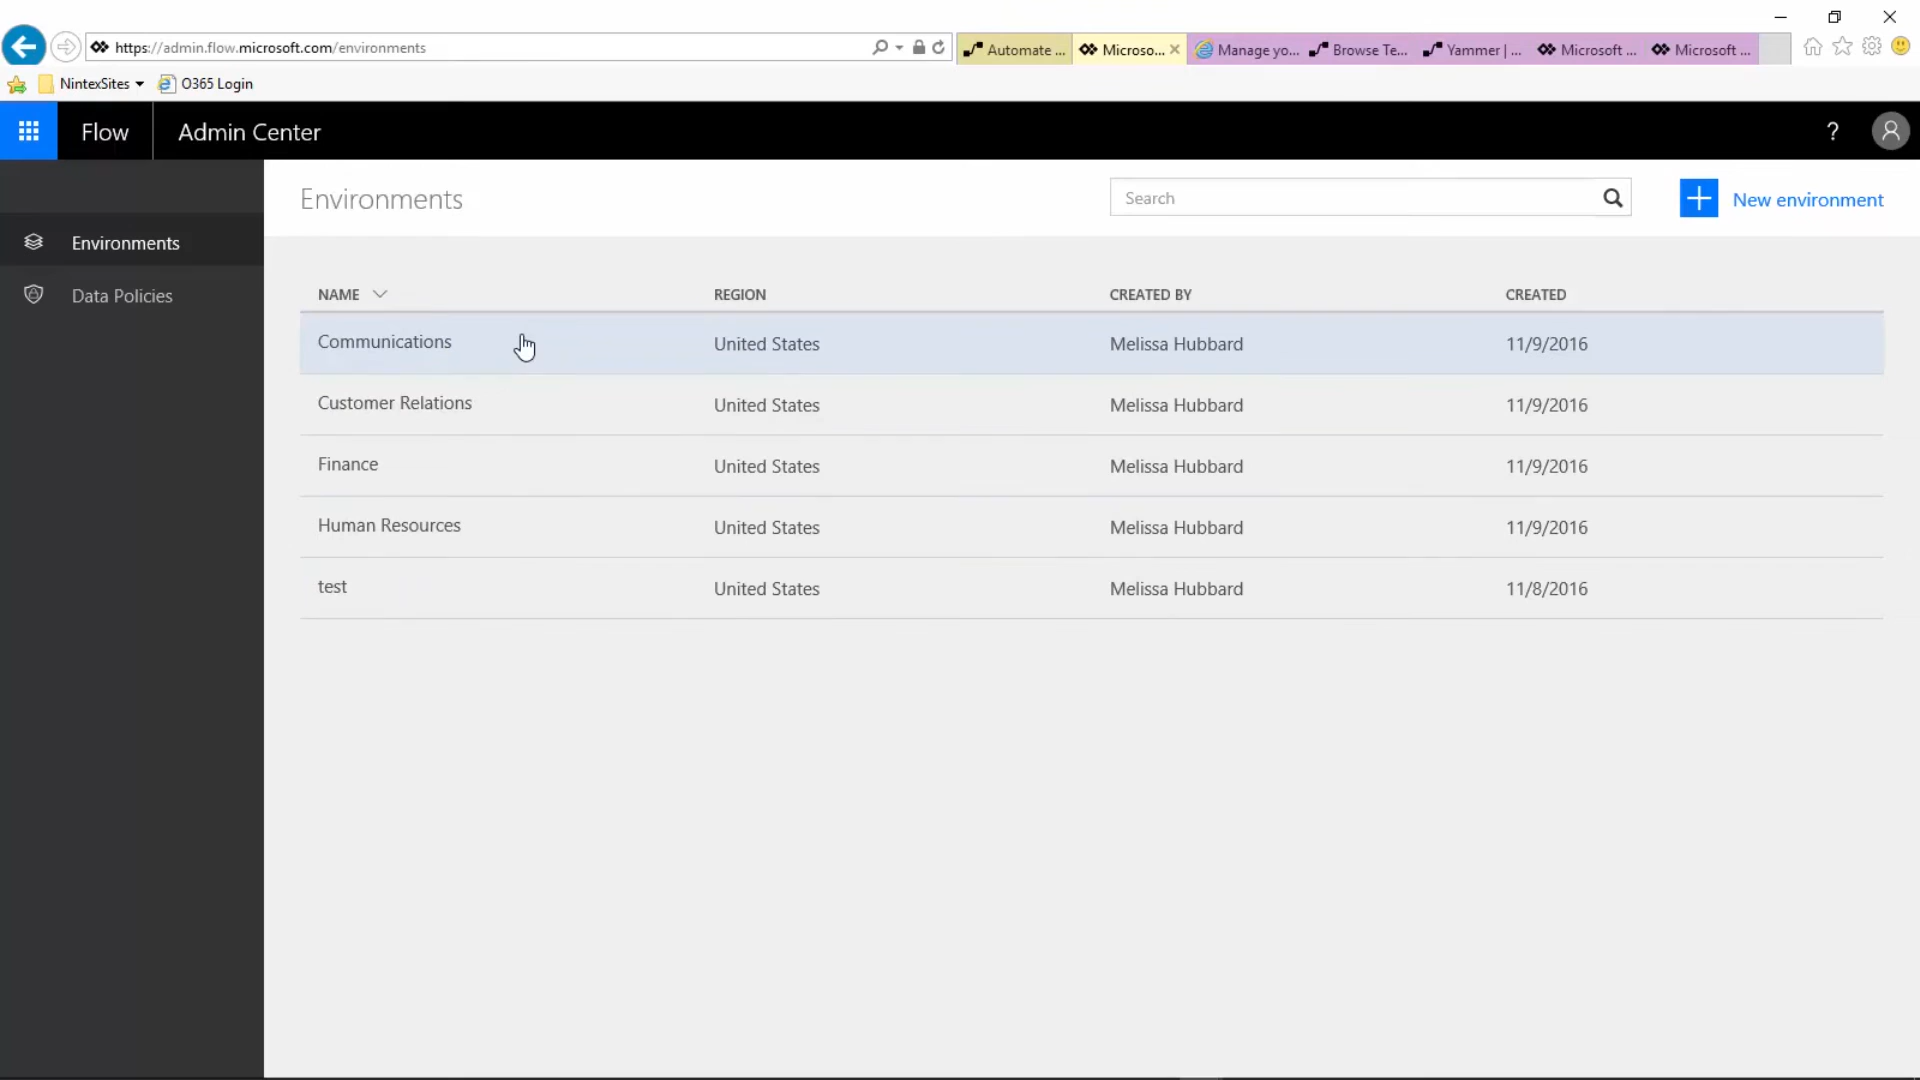 https://admin.flow.microsoft.com/environments
Automate ...
Microso...
Manage yo...
Browse Te...
Yammer | ...
Microsoft ...
Microsoft ...
NintexSites
O365 Login
Flow
Admin Center
?
Environments
Search
New environment
Environments
Data Policies
NAME REGION CREATED BY CREATED
Communications United States Melissa Hubbard 11/9/2016
Customer Relations United States Melissa Hubbard 11/9/2016
Finance United States Melissa Hubbard 11/9/2016
Human Resources United States Melissa Hubbard 11/9/2016
test United States Melissa Hubbard 11/8/2016